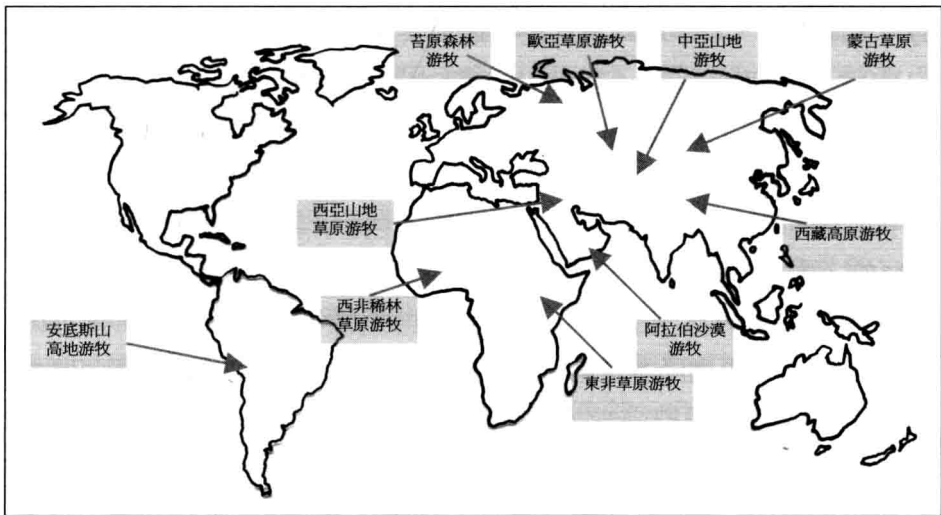 苔原森林
游牧
歐亞草原游牧
中亞山地
游牧
蒙古草原
游牧
西亞山地
草原游牧
西藏高原游牧
西非稀林
草原游牧
阿拉伯沙漠
游牧
安底斯山
高地游牧
東非草原游牧